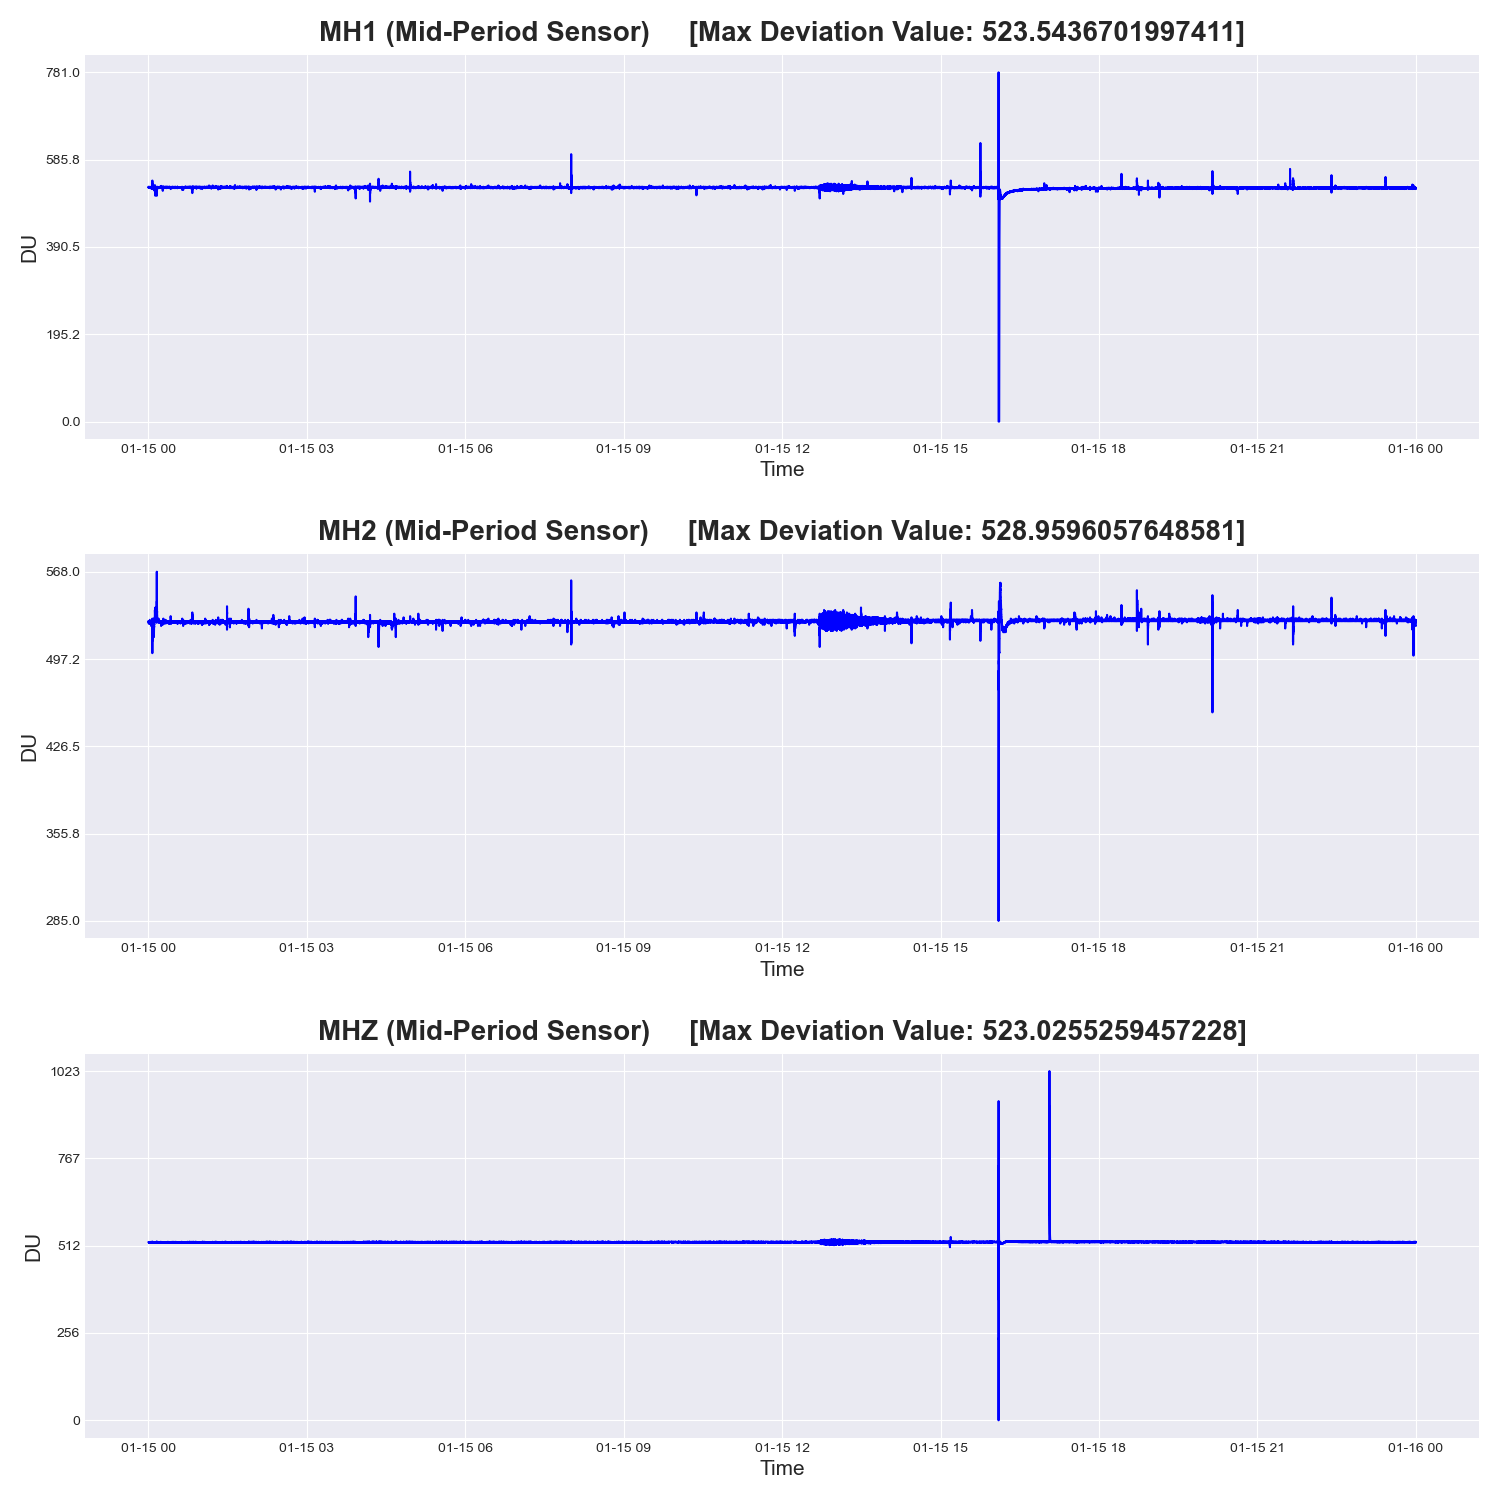 MH1 (Mid-Period Sensor) [Max Deviation Value: 523.5436701997411]
781.0
585.8
390.5
195.2
0.0
DU
01-15 00 01-15 03 01-15 06 01-15 09 01-15 12 01-15 15 01-15 18 01-15 21 01-16 00
Time
MH2 (Mid-Period Sensor) [Max Deviation Value: 528.9596057648581]
568.0
497.2
426.5
355.8
285.0
DU
01-15 00 01-15 03 01-15 06 01-15 09 01-15 12 01-15 15 01-15 18 01-15 21 01-16 00
Time
MHZ (Mid-Period Sensor) [Max Deviation Value: 523.0255259457228]
1023
767
512
256
0
DU
01-15 00 01-15 03 01-15 06 01-15 09 01-15 12 01-15 15 01-15 18 01-15 21 01-16 00
Time